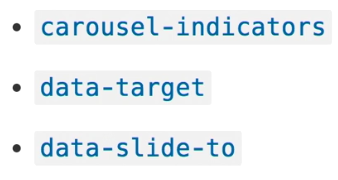 carousel-indicators
data-target
data-slide-to